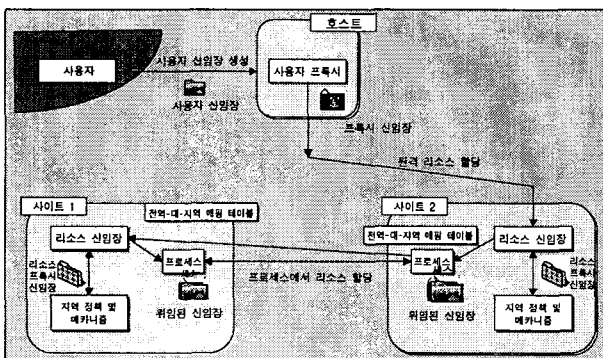 호스트
사용자
사용자 신임장 생성
사용자 신임장
사용자 프록시
프록시 신임장
원격 리소스 할당
사이트 1
전역-대-지역 매핑 테이블
리소스 신임장
프로세스
리소스
프록시
신임장
위임된 신임장
지역 정책 및
메카니즘
프로세스에서 리소스 할당
사이트 2
전역-대-지역 매핑 테이블
리소스 신임장
프로세스
위임된 신임장
리소스
프록시
신임장
지역 정책 및
메카니즘